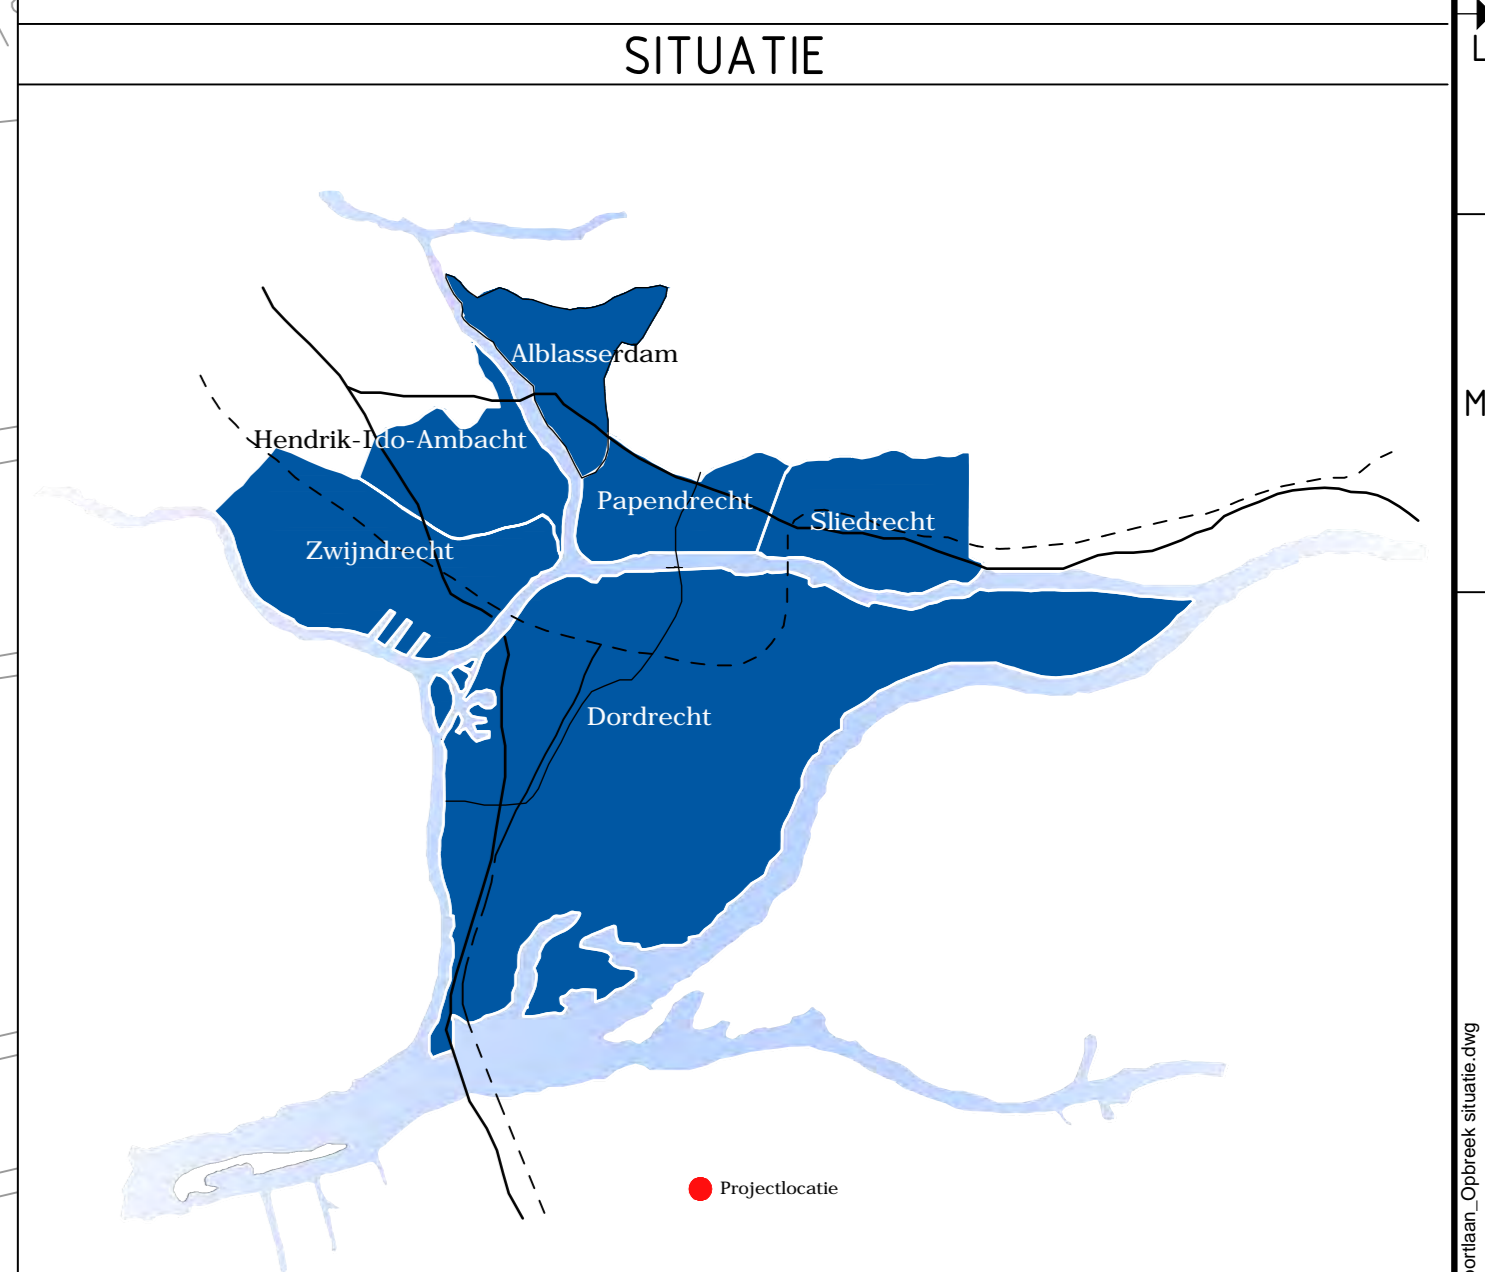 SITUATIE
L
Alblasserdam
M
Hendrik-Ido-Ambacht
Papendrecht
Sliedrecht
Zwijndrecht
Dordrecht
Projectlocatie
ortlaan_Opbreek situatie.dwg